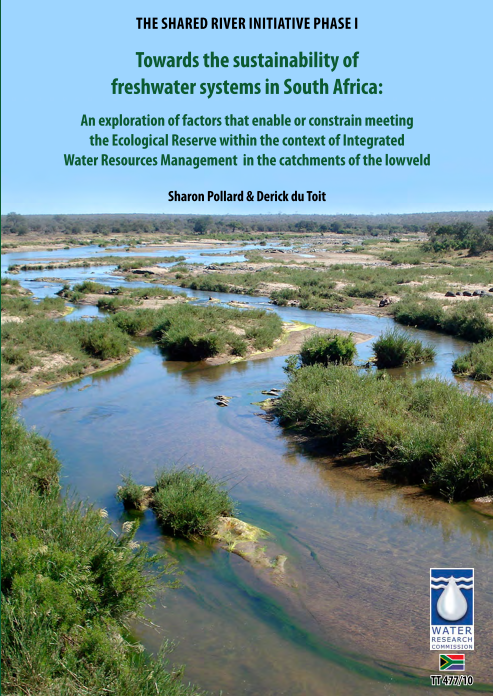 THE SHARED RIVER INITIATIVE PHASE I
Towards the sustainability of
freshwater systems in South Africa:
An exploration of factors that enable or constrain meeting
the Ecological Reserve within the context of Integrated
Water Resources Management in the catchments of the lowveld
Sharon Pollard & Derick du Toit
WATER
RESEARCH
COMMISSION
TT 477/10